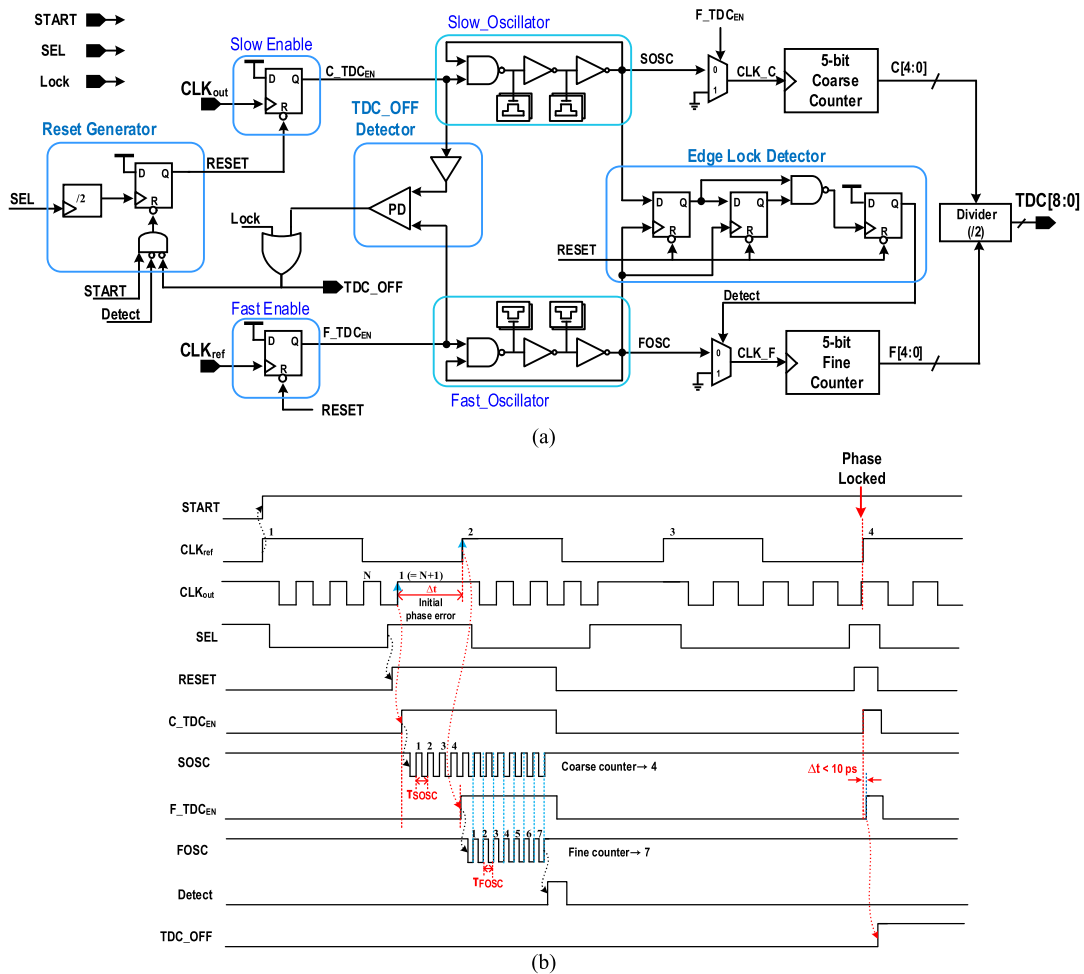 START
SEL
Lock
Slow Enable
D Q
R
CLKout
C_TDCEN
Slow_Oscillator
SOSC
F_TDCEN
0
1
CLK_C
5-bit
Coarse
Counter
C[4:0]
Reset Generator
SEL
/2
D Q
R
RESET
START
Detect
TDC_OFF
Detector
PD
Lock
TDC_OFF
Edge Lock Detector
D Q
R
D Q
R
D Q
R
RESET
Divider
(/2)
TDC[8:0]
Fast Enable
D Q
R
CLKref
F_TDCEN
RESET
Fast_Oscillator
FOSC
Detect
0
1
CLK_F
5-bit
Fine
Counter
F[4:0]
(a)
Phase
Locked
START
CLKref
1
2
3
4
CLKout
N
1 (= N+1)
Δt
Initial
phase error
SEL
RESET
C_TDCEN
SOSC
1 2 3 4
Coarse counter→ 4
TSOSC
Δt < 10 ps
F_TDCEN
FOSC
1 2 3 4 5 6 7
Fine counter→ 7
TFOSC
Detect
TDC_OFF
(b)